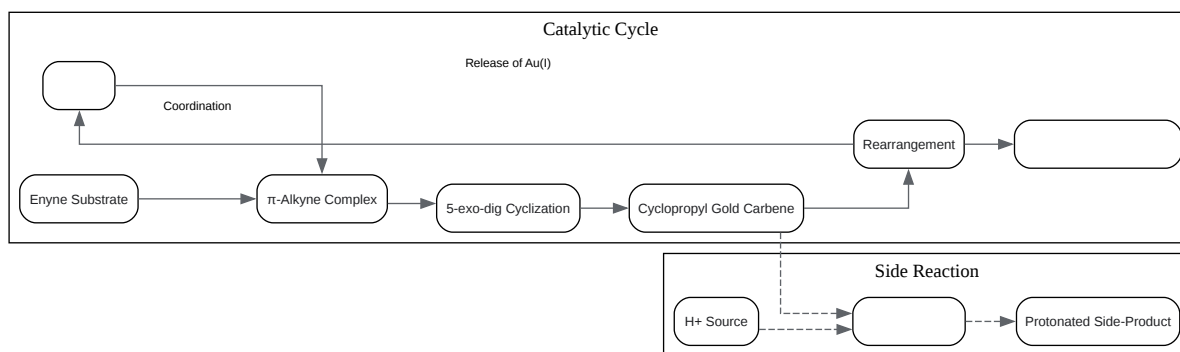 Catalytic Cycle
Release of Au(I)
Coordination
Rearrangement
Enyne Substrate
π-Alkyne Complex
5-exo-dig Cyclization
Cyclopropyl Gold Carbene
Side Reaction
H+ Source
Protonated Side-Product